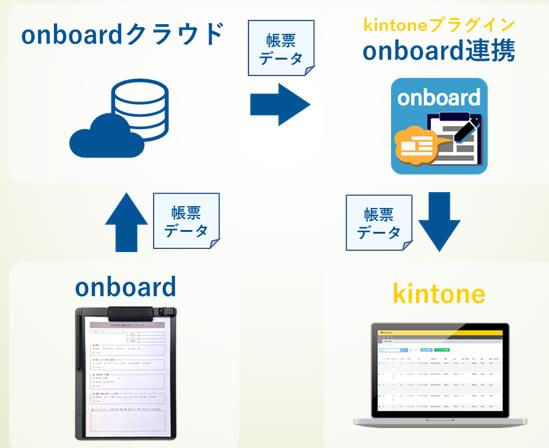 onboardクラウド
帳票
データ
kintoneプラグイン
onboard連携
onboard
帳票
データ
帳票
データ
onboard
kintone